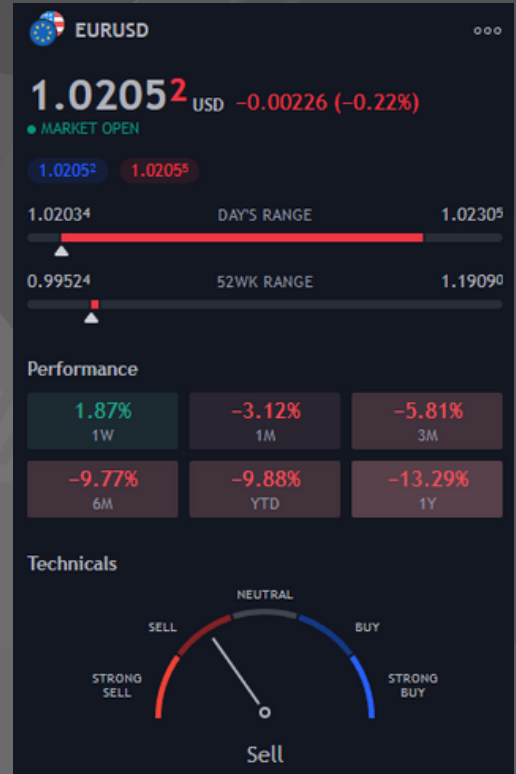 EURUSD
1.02052 USD −0.00226 (−0.22%)
MARKET OPEN
1.02052 1.02055
1.02034 DAY'S RANGE 1.02305
0.99524 52WK RANGE 1.19090
Performance
1.87% −3.12% −5.81%
1W 1M 3M
−9.77% −9.88% −13.29%
6M YTD 1Y
Technicals
NEUTRAL
SELL BUY
STRONG SELL STRONG BUY
Sell